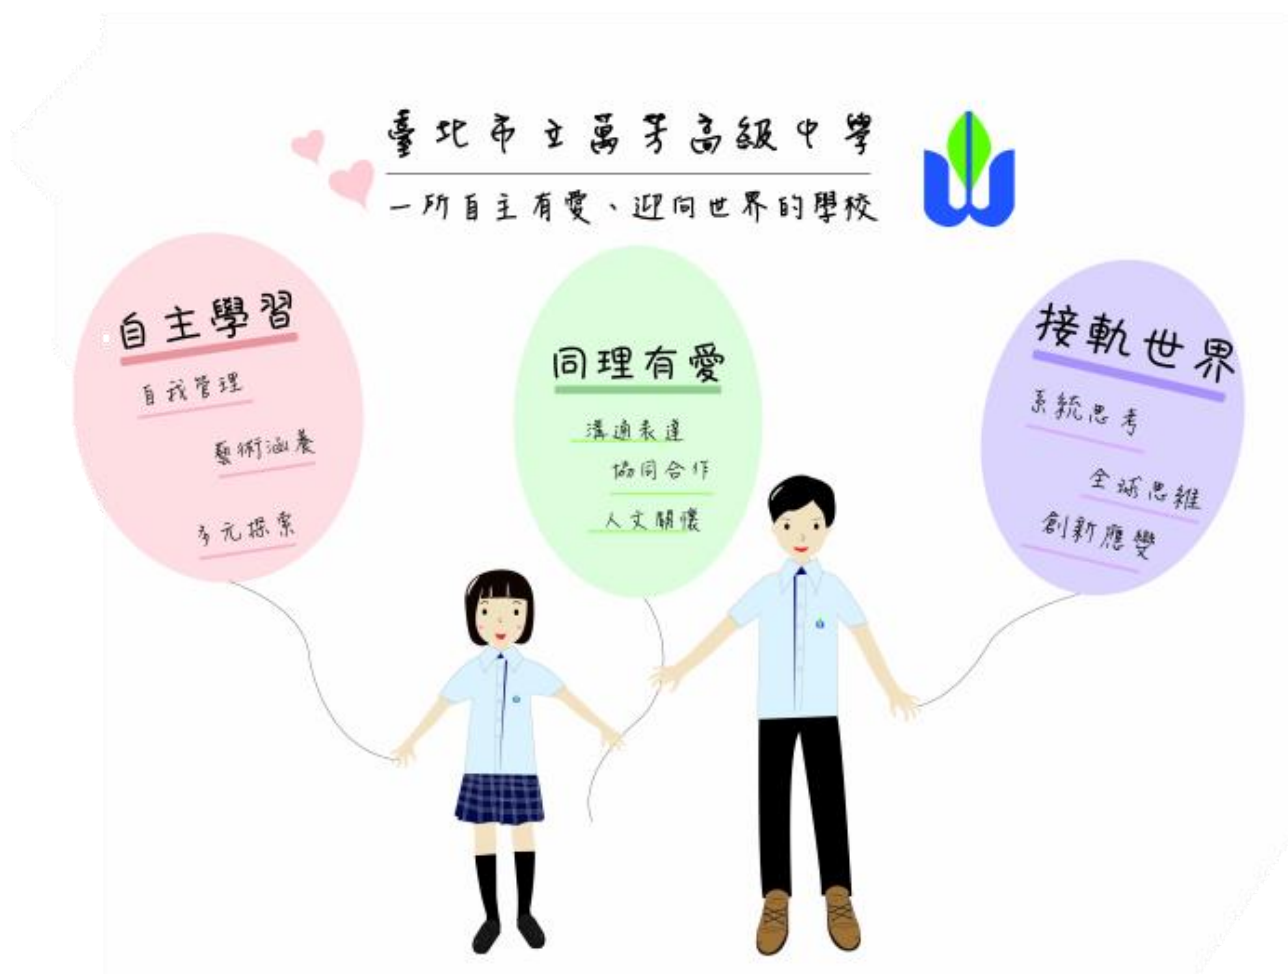 臺北市立萬芳高級中學
一所自主有愛、迎向世界的學校
自主學習
自我管理
藝術涵養
多元探索
同理有愛
溝通表達
協同合作
人文關懷
接軌世界
系統思考
全球思維
創新應變